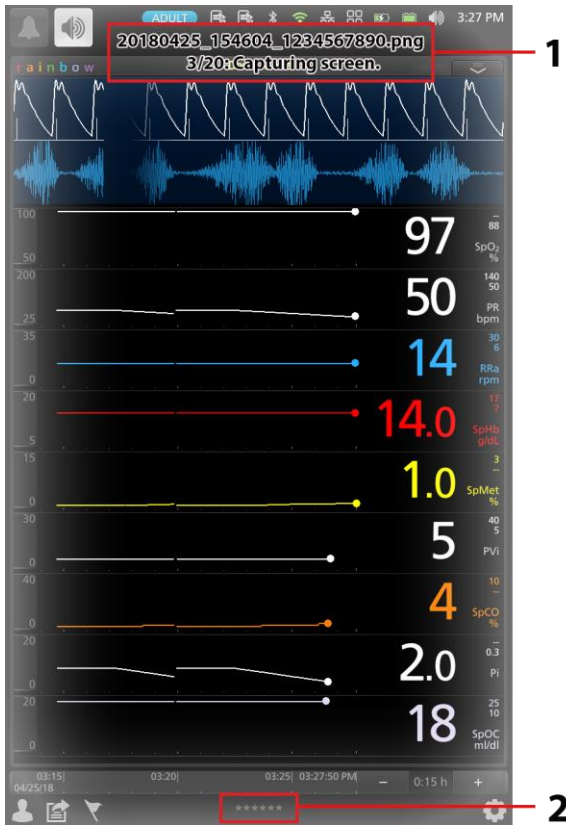 ADULT 3:27 PM
20180425_154604_1234567890.png
3/20: Capturing screen.
1
rainbow
100
50
97
--
88
SpO₂
%
200
25
50
140
50
PR
bpm
35
0
14
30
6
RRa
rpm
20
5
14.0
17
7
SpHb
g/dL
15
0
1.0
3
--
SpMet
%
30
0
5
40
5
PVi
40
0
4
10
--
SpCO
%
20
0
2.0
--
0.3
Pi
20
0
18
25
10
SpOC
ml/dl
03:15 03:20 03:25 03:27:50 PM - 0:15 h +
04/25/18
******
2